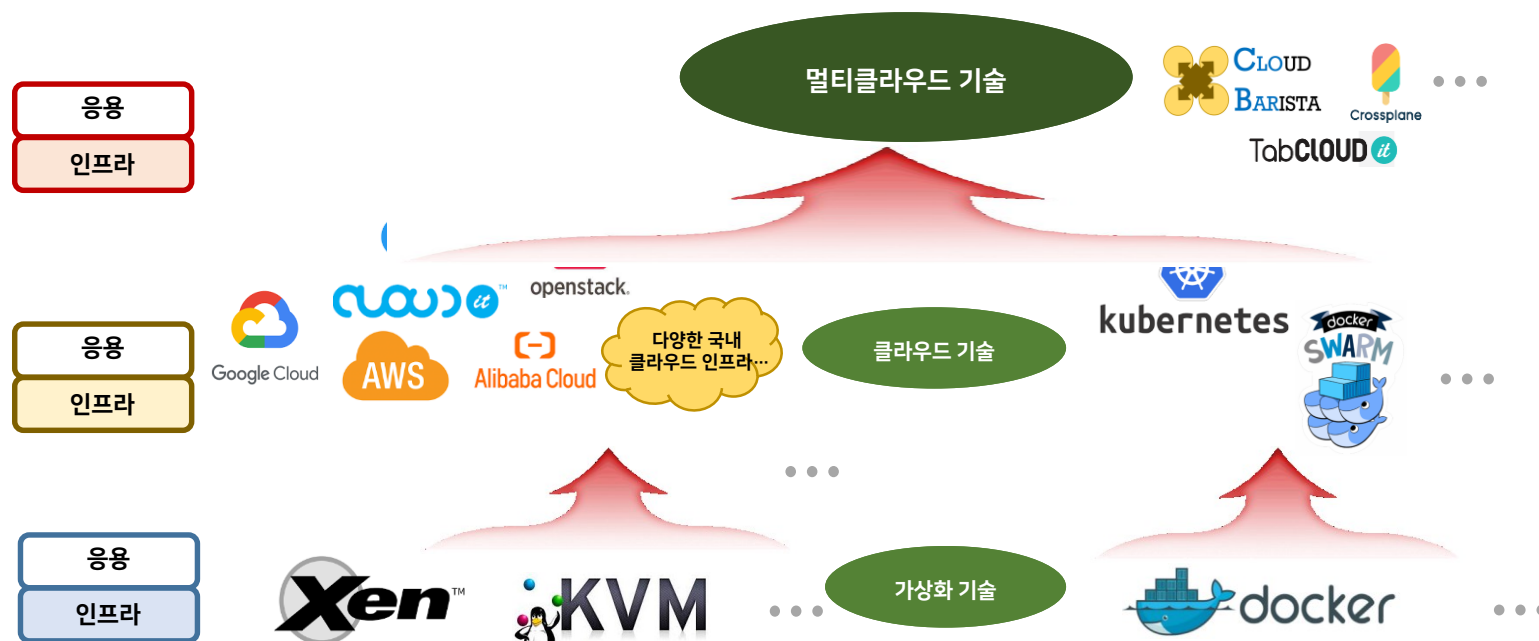 멀티클라우드 기술
CLOUD
BARISTA
Crossplane
TabCLOUD it
응용
인프라
CLOUD it™
openstack.
Google Cloud
AWS
Alibaba Cloud
다양한 국내
클라우드 인프라…
클라우드 기술
kubernetes
docker
SWARM
응용
인프라
Xen™
KVM
가상화 기술
docker
응용
인프라